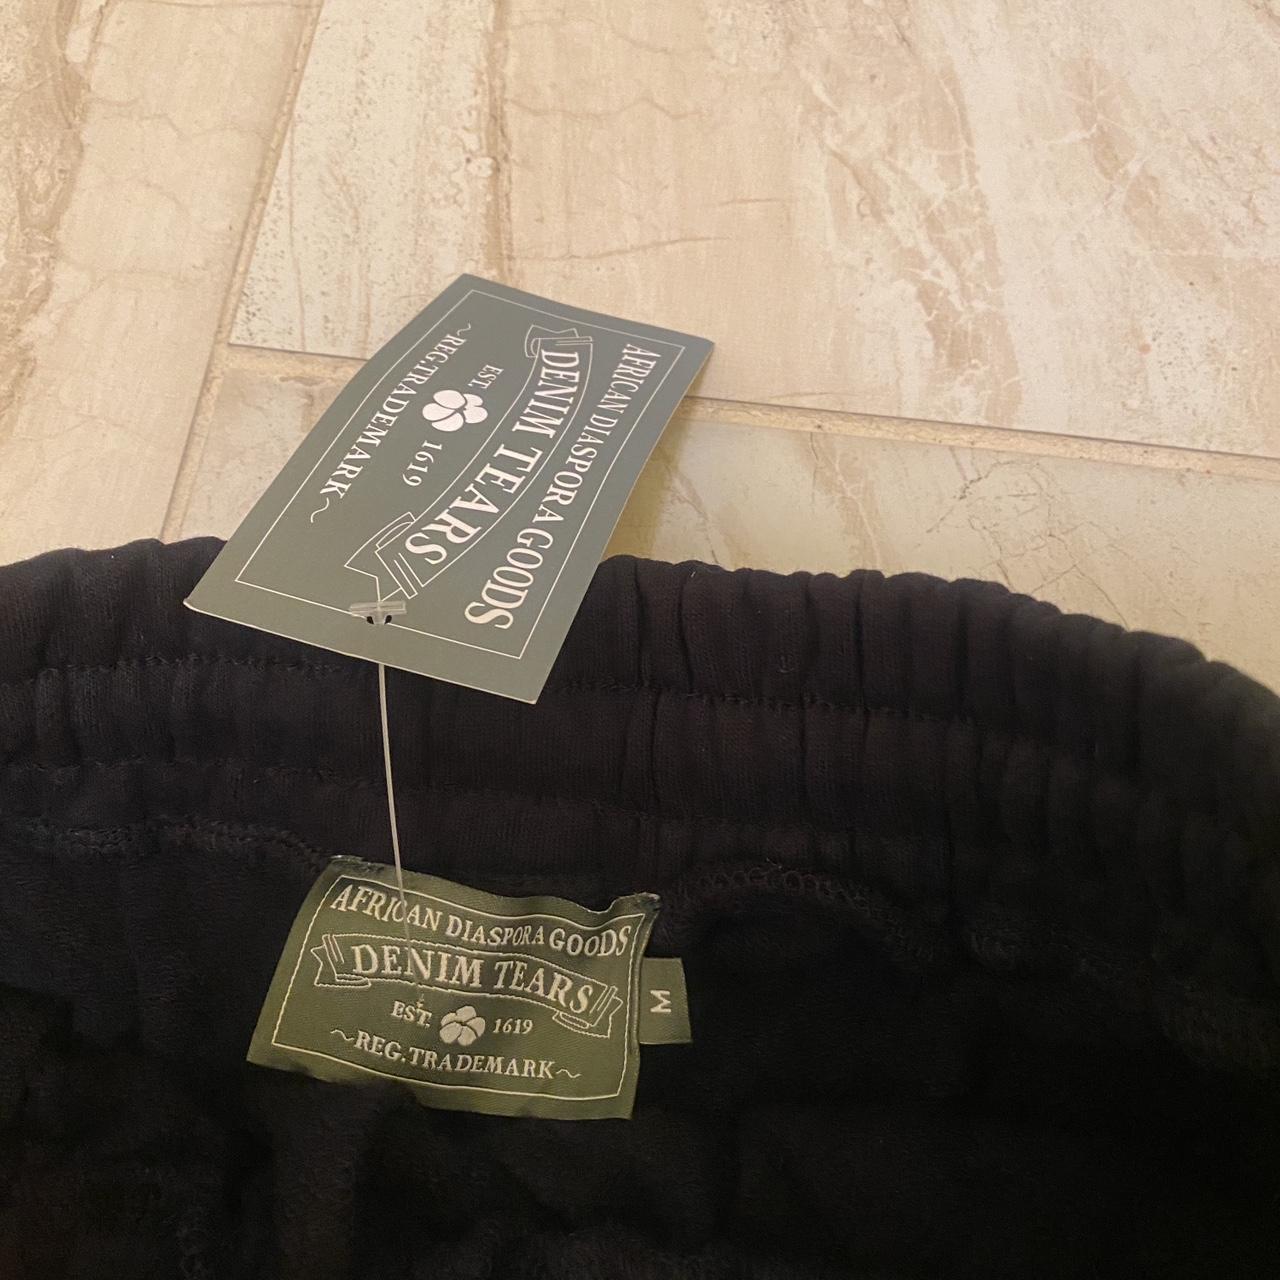 AFRICAN DIASPORA GOODS
DENIM TEARS
EST. 1619
~REG.TRADEMARK~
AFRICAN DIASPORA GOODS
DENIM TEARS
EST. 1619
~REG.TRADEMARK~
M